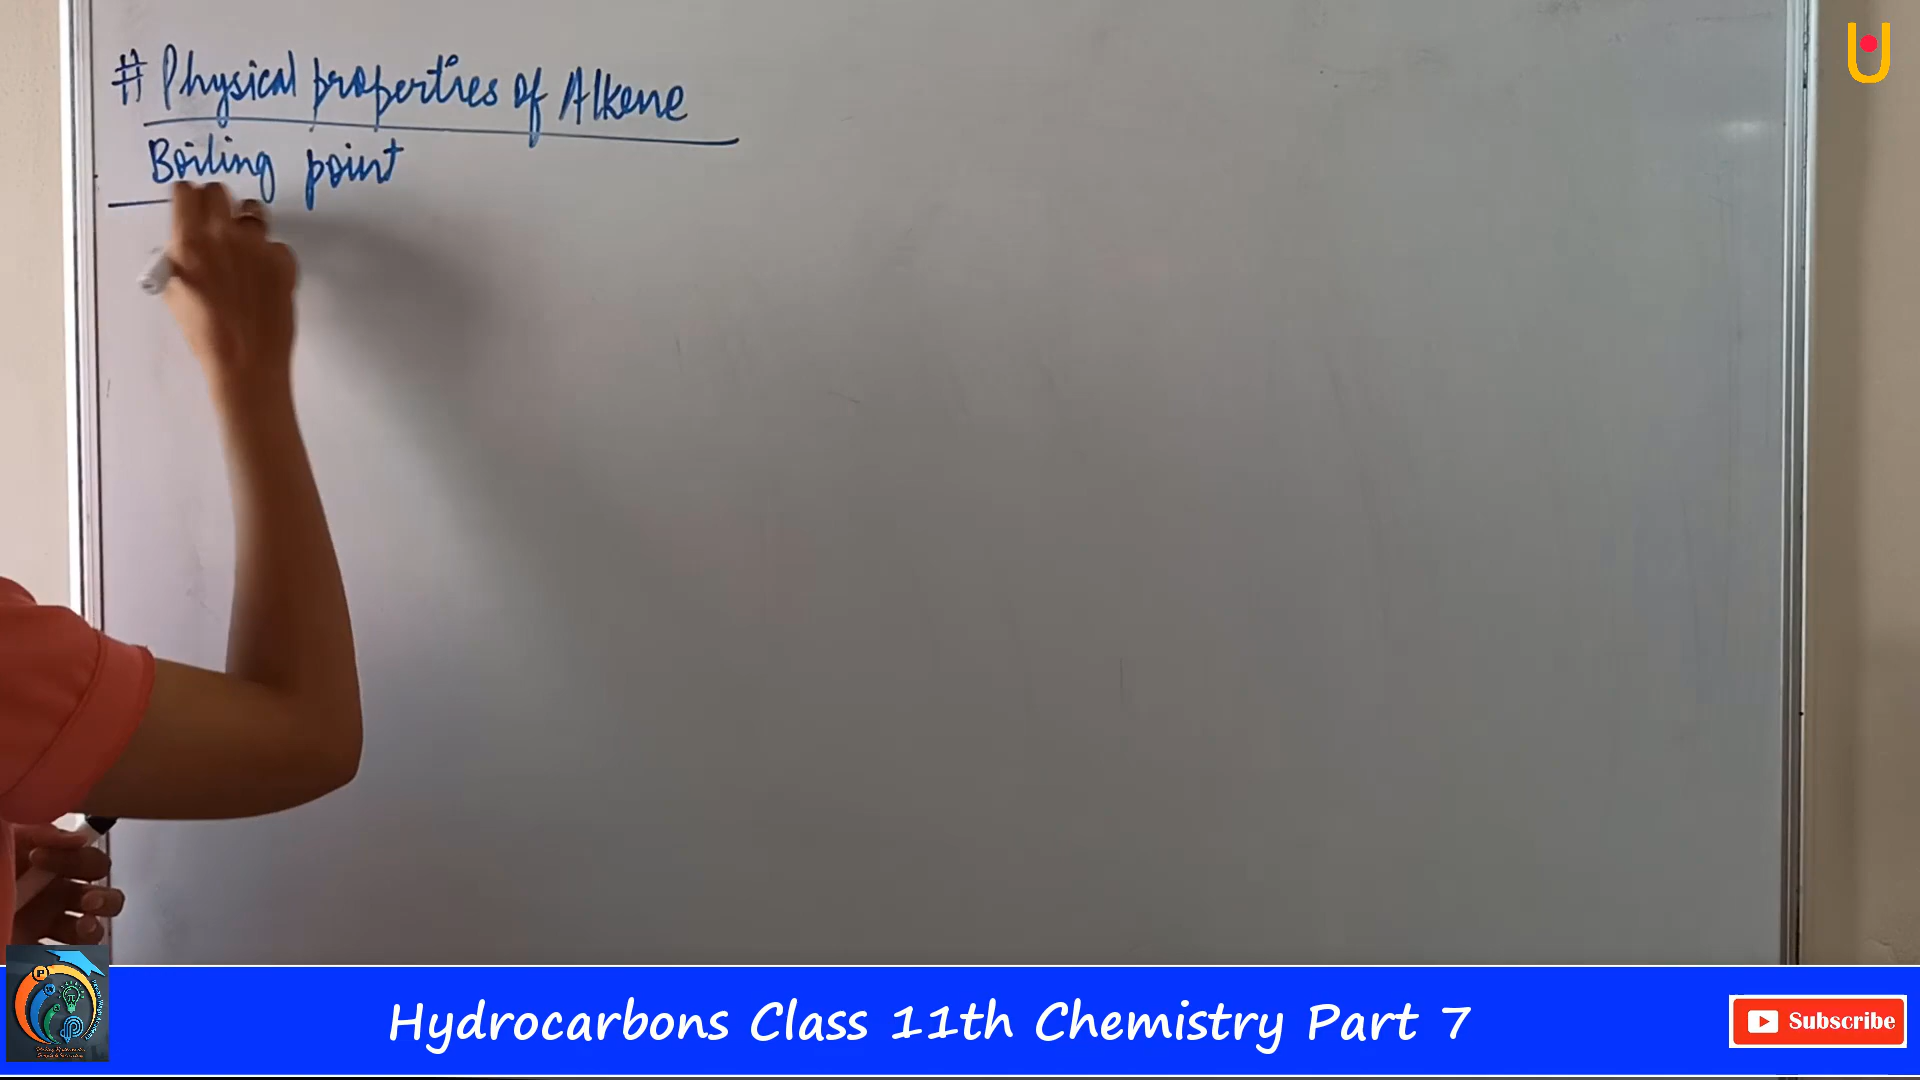 # Physical properties of Alkene
Boiling point
Hydrocarbons Class 11th Chemistry Part 7
Subscribe